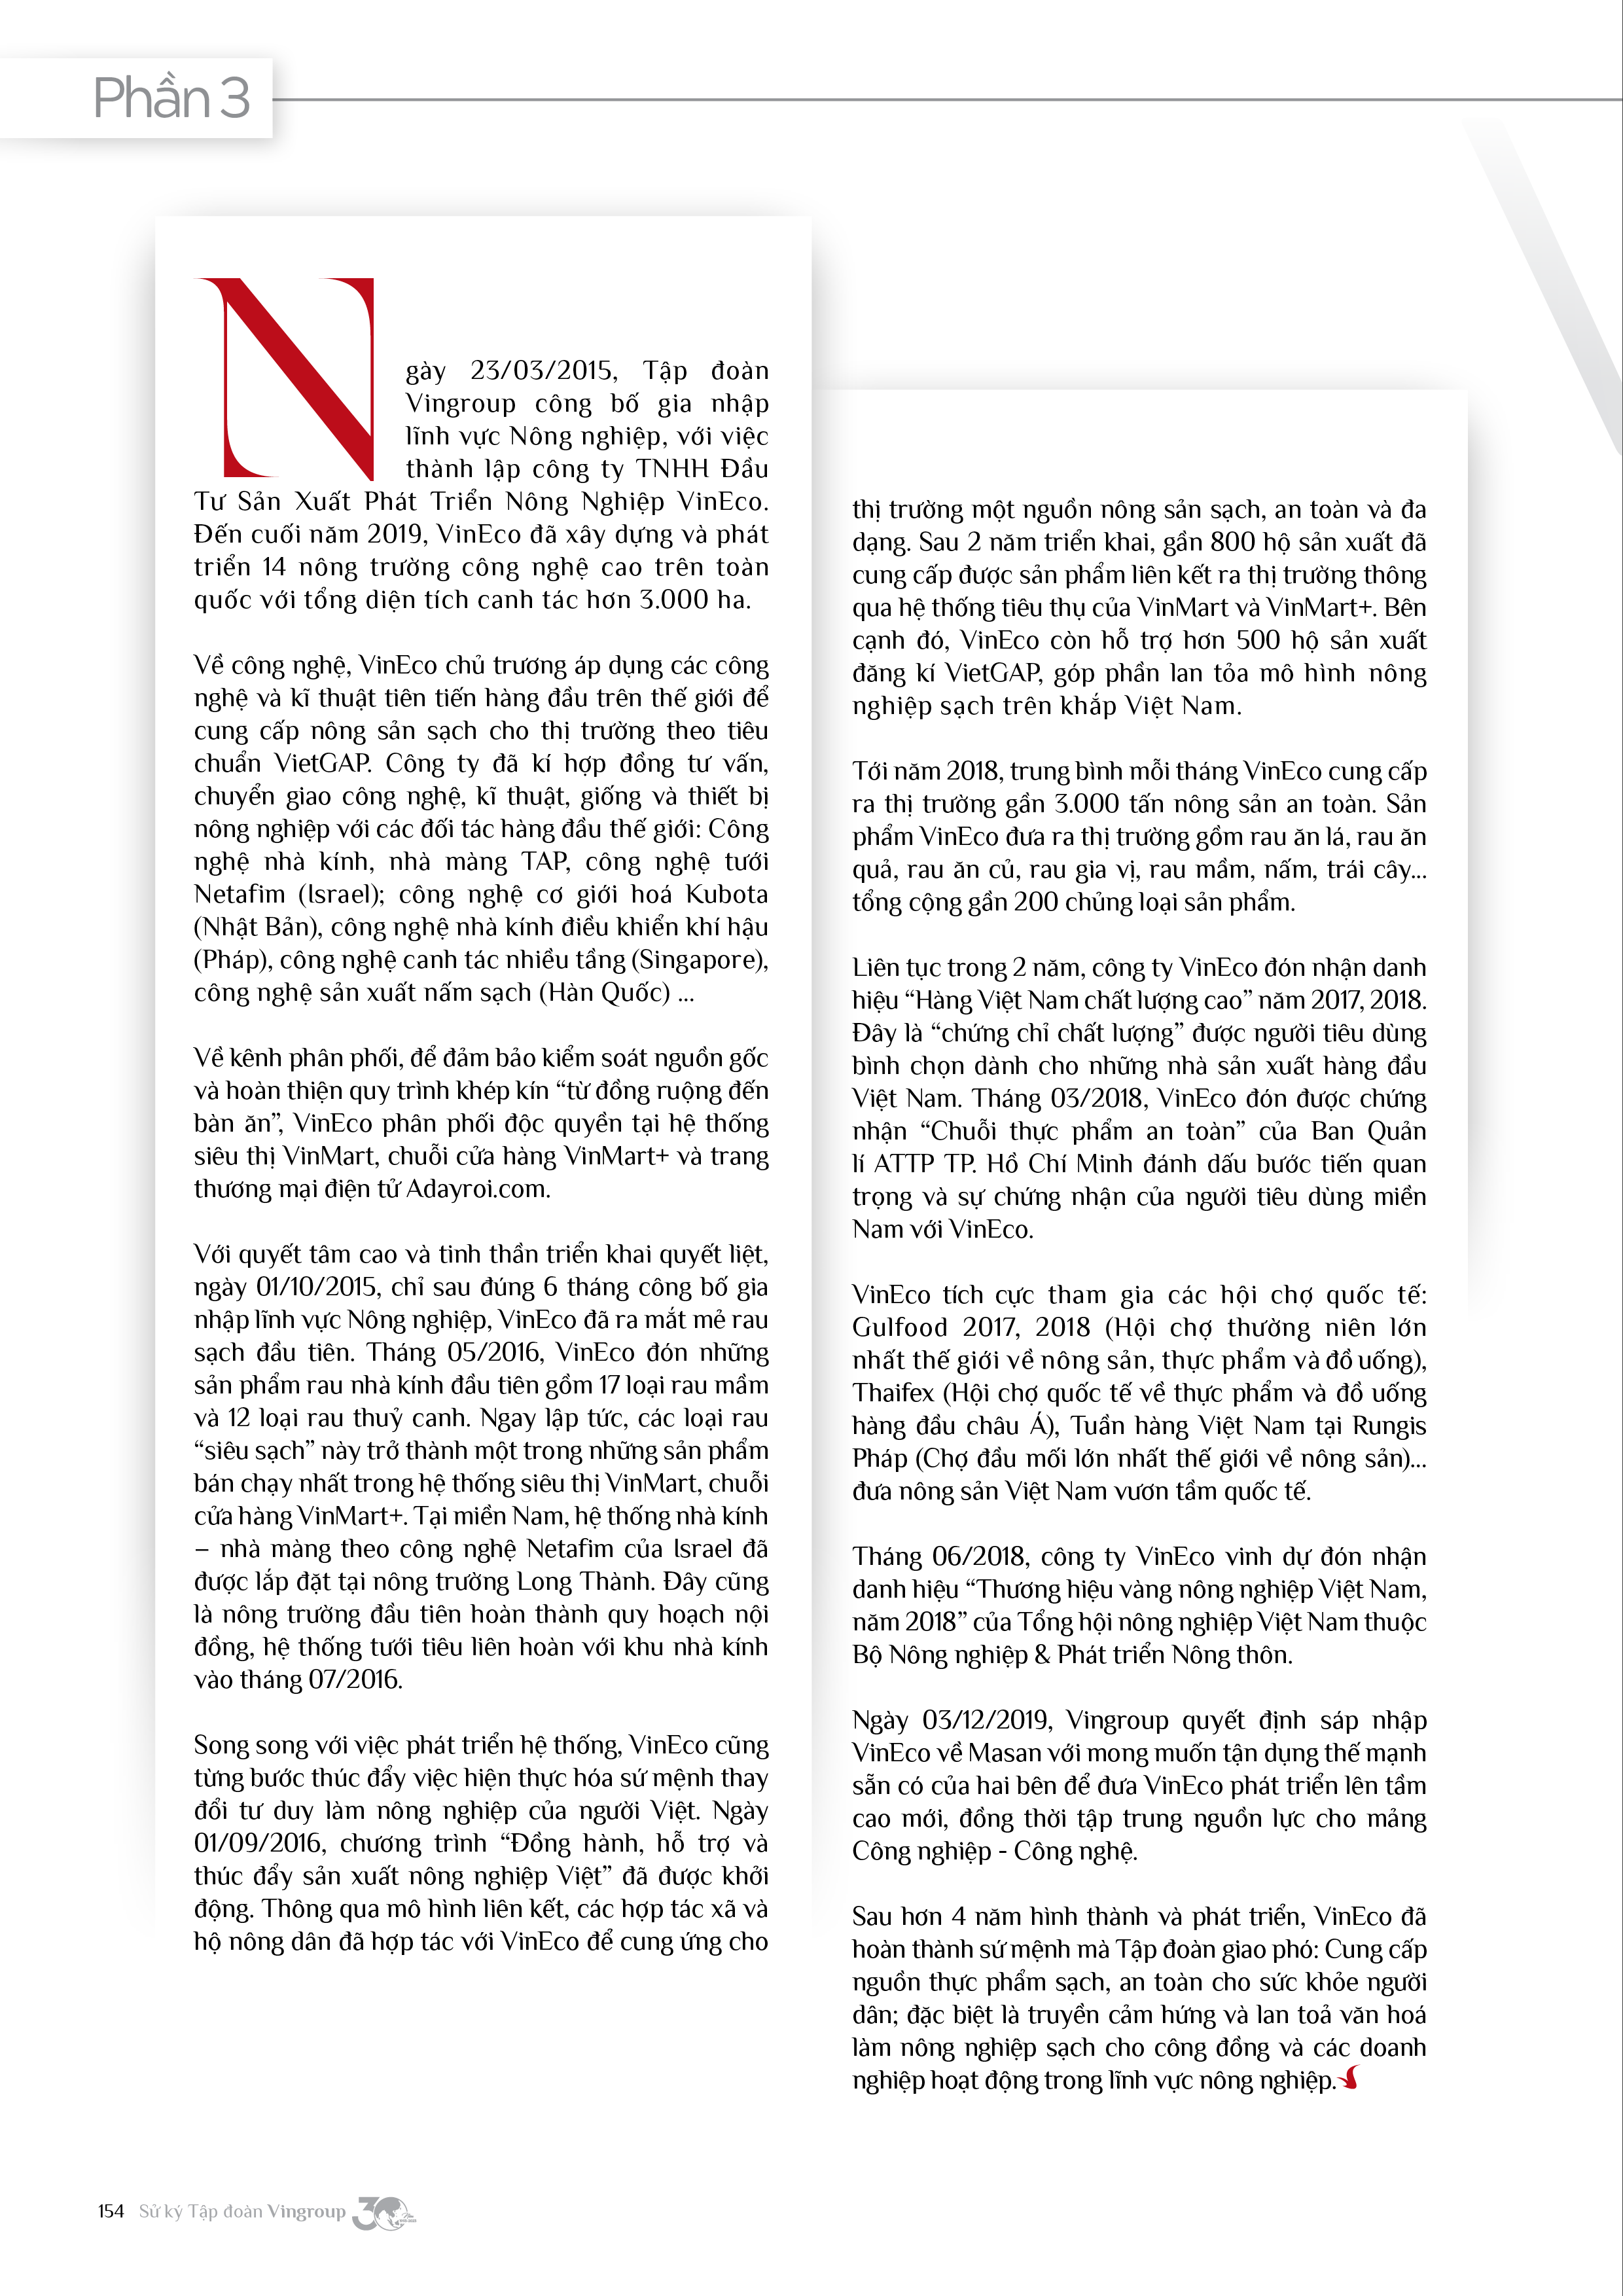 Phần 3
Ngày 23/03/2015, Tập đoàn
Vingroup công bố gia nhập
lĩnh vực Nông nghiệp, với việc
thành lập công ty TNHH Đầu
Tư Sản Xuất Phát Triển Nông Nghiệp VinEco.
Đến cuối năm 2019, VinEco đã xây dựng và phát
triển 14 nông trường công nghệ cao trên toàn
quốc với tổng diện tích canh tác hơn 3.000 ha.
Về công nghệ, VinEco chủ trương áp dụng các công
nghệ và kĩ thuật tiên tiến hàng đầu trên thế giới để
cung cấp nông sản sạch cho thị trường theo tiêu
chuẩn VietGAP. Công ty đã kí hợp đồng tư vấn,
chuyển giao công nghệ, kĩ thuật, giống và thiết bị
nông nghiệp với các đối tác hàng đầu thế giới: Công
nghệ nhà kính, nhà màng TAP, công nghệ tưới
Netafim (Israel); công nghệ cơ giới hoá Kubota
(Nhật Bản), công nghệ nhà kính điều khiển khí hậu
(Pháp), công nghệ canh tác nhiều tầng (Singapore),
công nghệ sản xuất nấm sạch (Hàn Quốc) ...
Về kênh phân phối, để đảm bảo kiểm soát nguồn gốc
và hoàn thiện quy trình khép kín “từ đồng ruộng đến
bàn ăn”, VinEco phân phối độc quyền tại hệ thống
siêu thị VinMart, chuỗi cửa hàng VinMart+ và trang
thương mại điện tử Adayroi.com.
Với quyết tâm cao và tinh thần triển khai quyết liệt,
ngày 01/10/2015, chỉ sau đúng 6 tháng công bố gia
nhập lĩnh vực Nông nghiệp, VinEco đã ra mắt mẻ rau
sạch đầu tiên. Tháng 05/2016, VinEco đón những
sản phẩm rau nhà kính đầu tiên gồm 17 loại rau mầm
và 12 loại rau thuỷ canh. Ngay lập tức, các loại rau
“siêu sạch” này trở thành một trong những sản phẩm
bán chạy nhất trong hệ thống siêu thị VinMart, chuỗi
cửa hàng VinMart+. Tại miền Nam, hệ thống nhà kính
– nhà màng theo công nghệ Netafim của Israel đã
được lắp đặt tại nông trường Long Thành. Đây cũng
là nông trường đầu tiên hoàn thành quy hoạch nội
đồng, hệ thống tưới tiêu liên hoàn với khu nhà kính
vào tháng 07/2016.
Song song với việc phát triển hệ thống, VinEco cũng
từng bước thúc đẩy việc hiện thực hóa sứ mệnh thay
đổi tư duy làm nông nghiệp của người Việt. Ngày
01/09/2016, chương trình “Đồng hành, hỗ trợ và
thúc đẩy sản xuất nông nghiệp Việt” đã được khởi
động. Thông qua mô hình liên kết, các hợp tác xã và
hộ nông dân đã hợp tác với VinEco để cung ứng cho
thị trường một nguồn nông sản sạch, an toàn và đa
dạng. Sau 2 năm triển khai, gần 800 hộ sản xuất đã
cung cấp được sản phẩm liên kết ra thị trường thông
qua hệ thống tiêu thụ của VinMart và VinMart+. Bên
cạnh đó, VinEco còn hỗ trợ hơn 500 hộ sản xuất
đăng kí VietGAP, góp phần lan tỏa mô hình nông
nghiệp sạch trên khắp Việt Nam.
Tới năm 2018, trung bình mỗi tháng VinEco cung cấp
ra thị trường gần 3.000 tấn nông sản an toàn. Sản
phẩm VinEco đưa ra thị trường gồm rau ăn lá, rau ăn
quả, rau ăn củ, rau gia vị, rau mầm, nấm, trái cây...
tổng cộng gần 200 chủng loại sản phẩm.
Liên tục trong 2 năm, công ty VinEco đón nhận danh
hiệu “Hàng Việt Nam chất lượng cao” năm 2017, 2018.
Đây là “chứng chỉ chất lượng” được người tiêu dùng
bình chọn dành cho những nhà sản xuất hàng đầu
Việt Nam. Tháng 03/2018, VinEco đón được chứng
nhận “Chuỗi thực phẩm an toàn” của Ban Quản
lí ATTP TP. Hồ Chí Minh đánh dấu bước tiến quan
trọng và sự chứng nhận của người tiêu dùng miền
Nam với VinEco.
VinEco tích cực tham gia các hội chợ quốc tế:
Gulfood 2017, 2018 (Hội chợ thường niên lớn
nhất thế giới về nông sản, thực phẩm và đồ uống),
Thaifex (Hội chợ quốc tế về thực phẩm và đồ uống
hàng đầu châu Á), Tuần hàng Việt Nam tại Rungis
Pháp (Chợ đầu mối lớn nhất thế giới về nông sản)...
đưa nông sản Việt Nam vươn tầm quốc tế.
Tháng 06/2018, công ty VinEco vinh dự đón nhận
danh hiệu “Thương hiệu vàng nông nghiệp Việt Nam,
năm 2018” của Tổng hội nông nghiệp Việt Nam thuộc
Bộ Nông nghiệp & Phát triển Nông thôn.
Ngày 03/12/2019, Vingroup quyết định sáp nhập
VinEco về Masan với mong muốn tận dụng thế mạnh
sẵn có của hai bên để đưa VinEco phát triển lên tầm
cao mới, đồng thời tập trung nguồn lực cho mảng
Công nghiệp - Công nghệ.
Sau hơn 4 năm hình thành và phát triển, VinEco đã
hoàn thành sứ mệnh mà Tập đoàn giao phó: Cung cấp
nguồn thực phẩm sạch, an toàn cho sức khỏe người
dân; đặc biệt là truyền cảm hứng và lan toả văn hoá
làm nông nghiệp sạch cho công đồng và các doanh
nghiệp hoạt động trong lĩnh vực nông nghiệp.
154 Sử ký Tập đoàn Vingroup 30